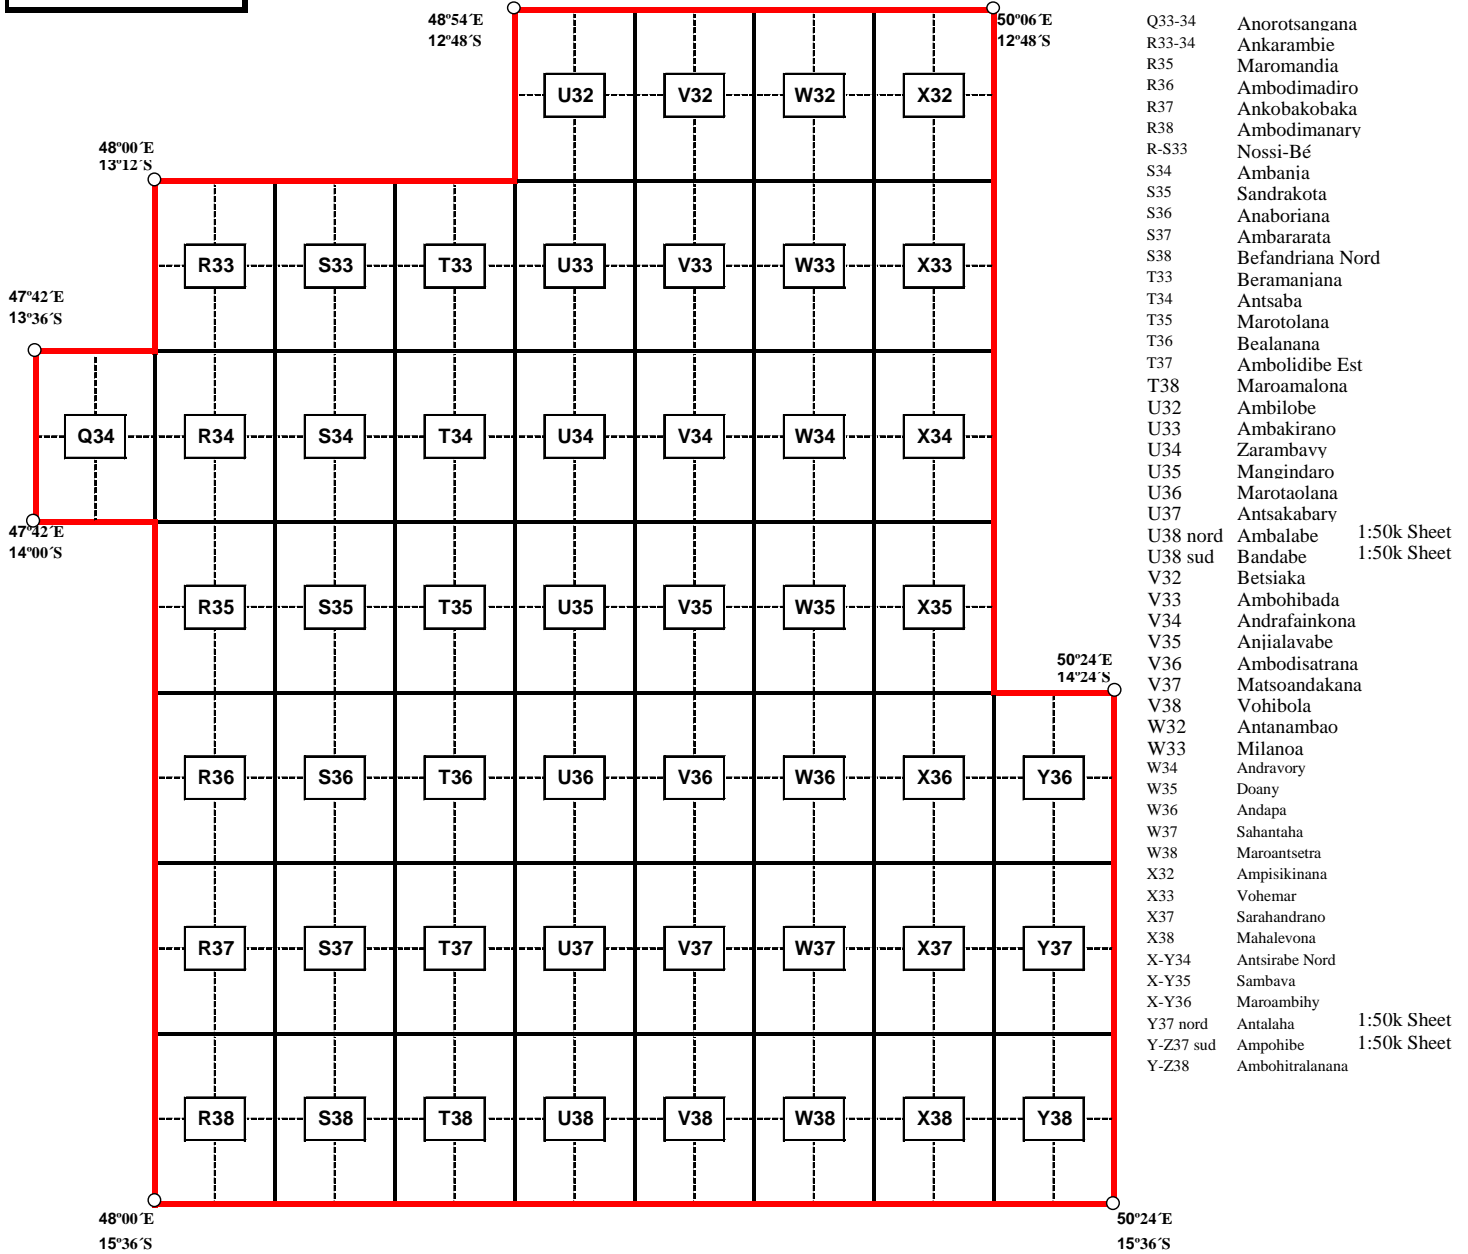 48º54´E
12º48´S
50º06´E
12º48´S
U32 V32 W32 X32
48º00´E
13º12´S
R33 S33 T33 U33 V33 W33 X33
47º42´E
13º36´S
Q34 R34 S34 T34 U34 V34 W34 X34
47º42´E
14º00´S
R35 S35 T35 U35 V35 W35 X35
50º24´E
14º24´S
R36 S36 T36 U36 V36 W36 X36 Y36
R37 S37 T37 U37 V37 W37 X37 Y37
R38 S38 T38 U38 V38 W38 X38 Y38
48º00´E
15º36´S
50º24´E
15º36´S
Q33-34 Anorotsangana
R33-34 Ankarambie
R35 Maromandia
R36 Ambodimadiro
R37 Ankobakobaka
R38 Ambodimanary
R-S33 Nossi-Bé
S34 Ambanja
S35 Sandrakota
S36 Anaboriana
S37 Ambararata
S38 Befandriana Nord
T33 Beramanjana
T34 Antsaba
T35 Marotolana
T36 Bealanana
T37 Ambolidibe Est
T38 Maroamalona
U32 Ambilobe
U33 Ambakirano
U34 Zarambavy
U35 Mangindaro
U36 Marotaolana
U37 Antsakabary
U38 nord Ambalabe 1:50k Sheet
U38 sud Bandabe 1:50k Sheet
V32 Betsiaka
V33 Ambohibada
V34 Andrafainkona
V35 Anjialavabe
V36 Ambodisatrana
V37 Matsoandakana
V38 Vohibola
W32 Antanambao
W33 Milanoa
W34 Andravory
W35 Doany
W36 Andapa
W37 Sahantaha
W38 Maroantsetra
X32 Ampisikinana
X33 Vohemar
X37 Sarahandrano
X38 Mahalevona
X-Y34 Antsirabe Nord
X-Y35 Sambava
X-Y36 Maroambihy
Y37 nord Antalaha 1:50k Sheet
Y-Z37 sud Ampohibe 1:50k Sheet
Y-Z38 Ambohitralanana